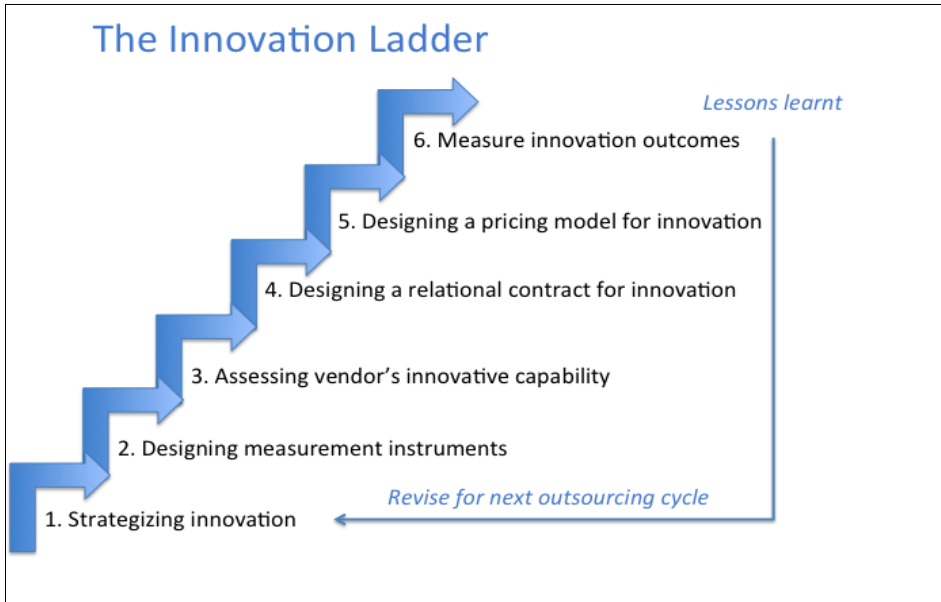 The Innovation Ladder
Lessons learnt
6. Measure innovation outcomes
5. Designing a pricing model for innovation
4. Designing a relational contract for innovation
3. Assessing vendor’s innovative capability
2. Designing measurement instruments
Revise for next outsourcing cycle
1. Strategizing innovation